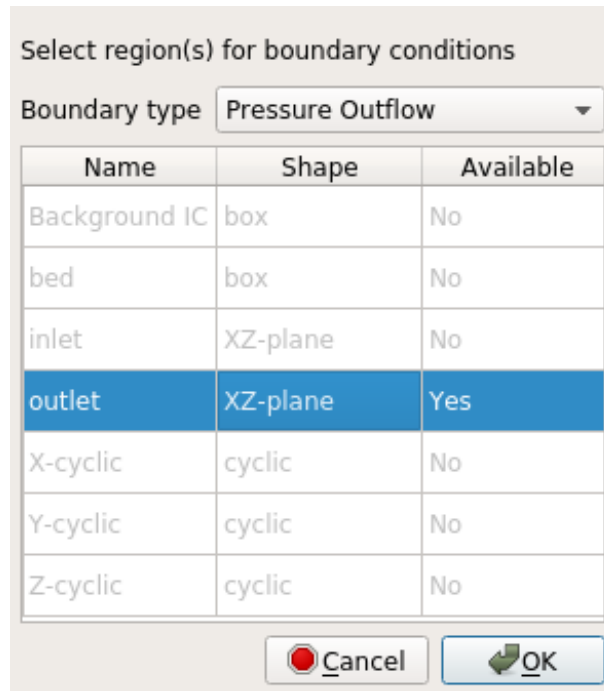 Select region(s) for boundary conditions
Boundary type Pressure Outflow
Name Shape Available
Background IC box No
bed box No
inlet XZ-plane No
outlet XZ-plane Yes
X-cyclic cyclic No
Y-cyclic cyclic No
Z-cyclic cyclic No
Cancel OK